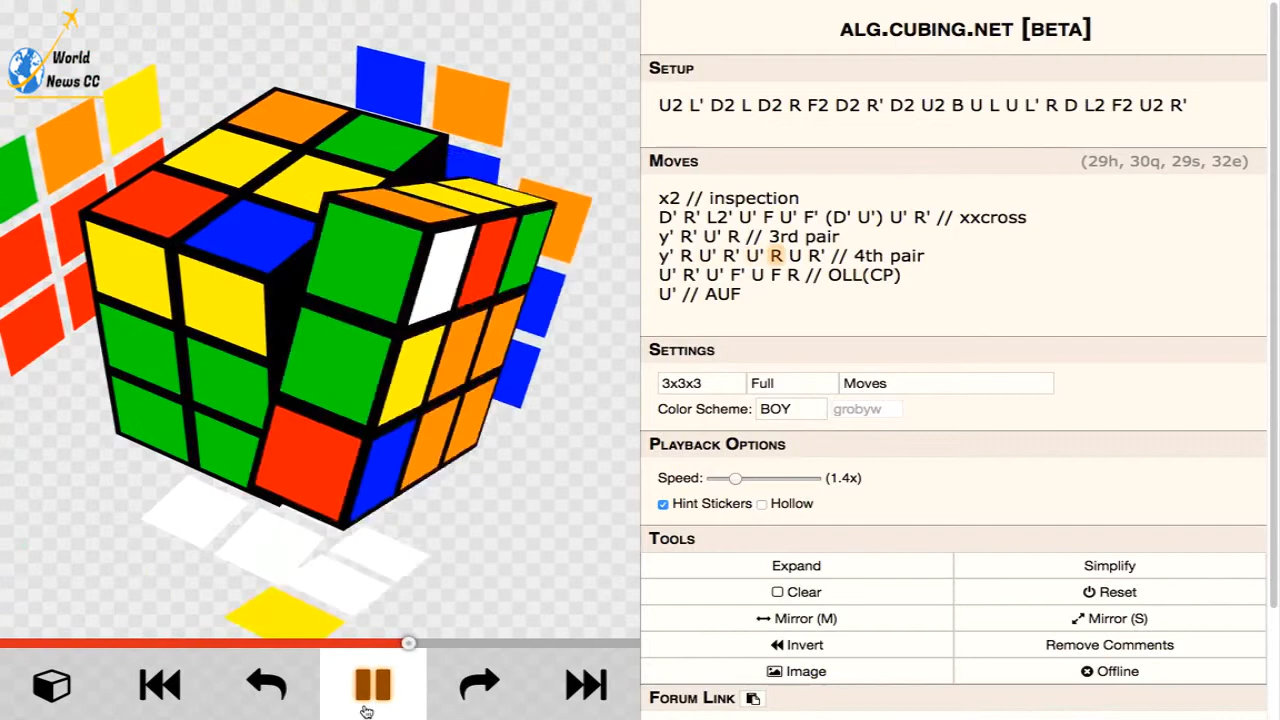 World
News CC
ALG.CUBING.NET [BETA]
SETUP
U2 L' D2 L D2 R F2 D2 R' D2 U2 B U L U L' R D L2 F2 U2 R'
MOVES (29h, 30q, 29s, 32e)
x2 // inspection
D' R' L2' U' F U' F' (D' U') U' R' // xxcross
y' R' U' R // 3rd pair
y' R U' R' U' R U R' // 4th pair
U' R' U' F' U F R // OLL(CP)
U' // AUF
SETTINGS
3x3x3 Full Moves
Color Scheme: BOY grobyw
PLAYBACK OPTIONS
Speed: (1.4x)
Hint Stickers Hollow
TOOLS
Expand Simplify
Clear Reset
Mirror (M) Mirror (S)
Invert Remove Comments
Image Offline
FORUM LINK